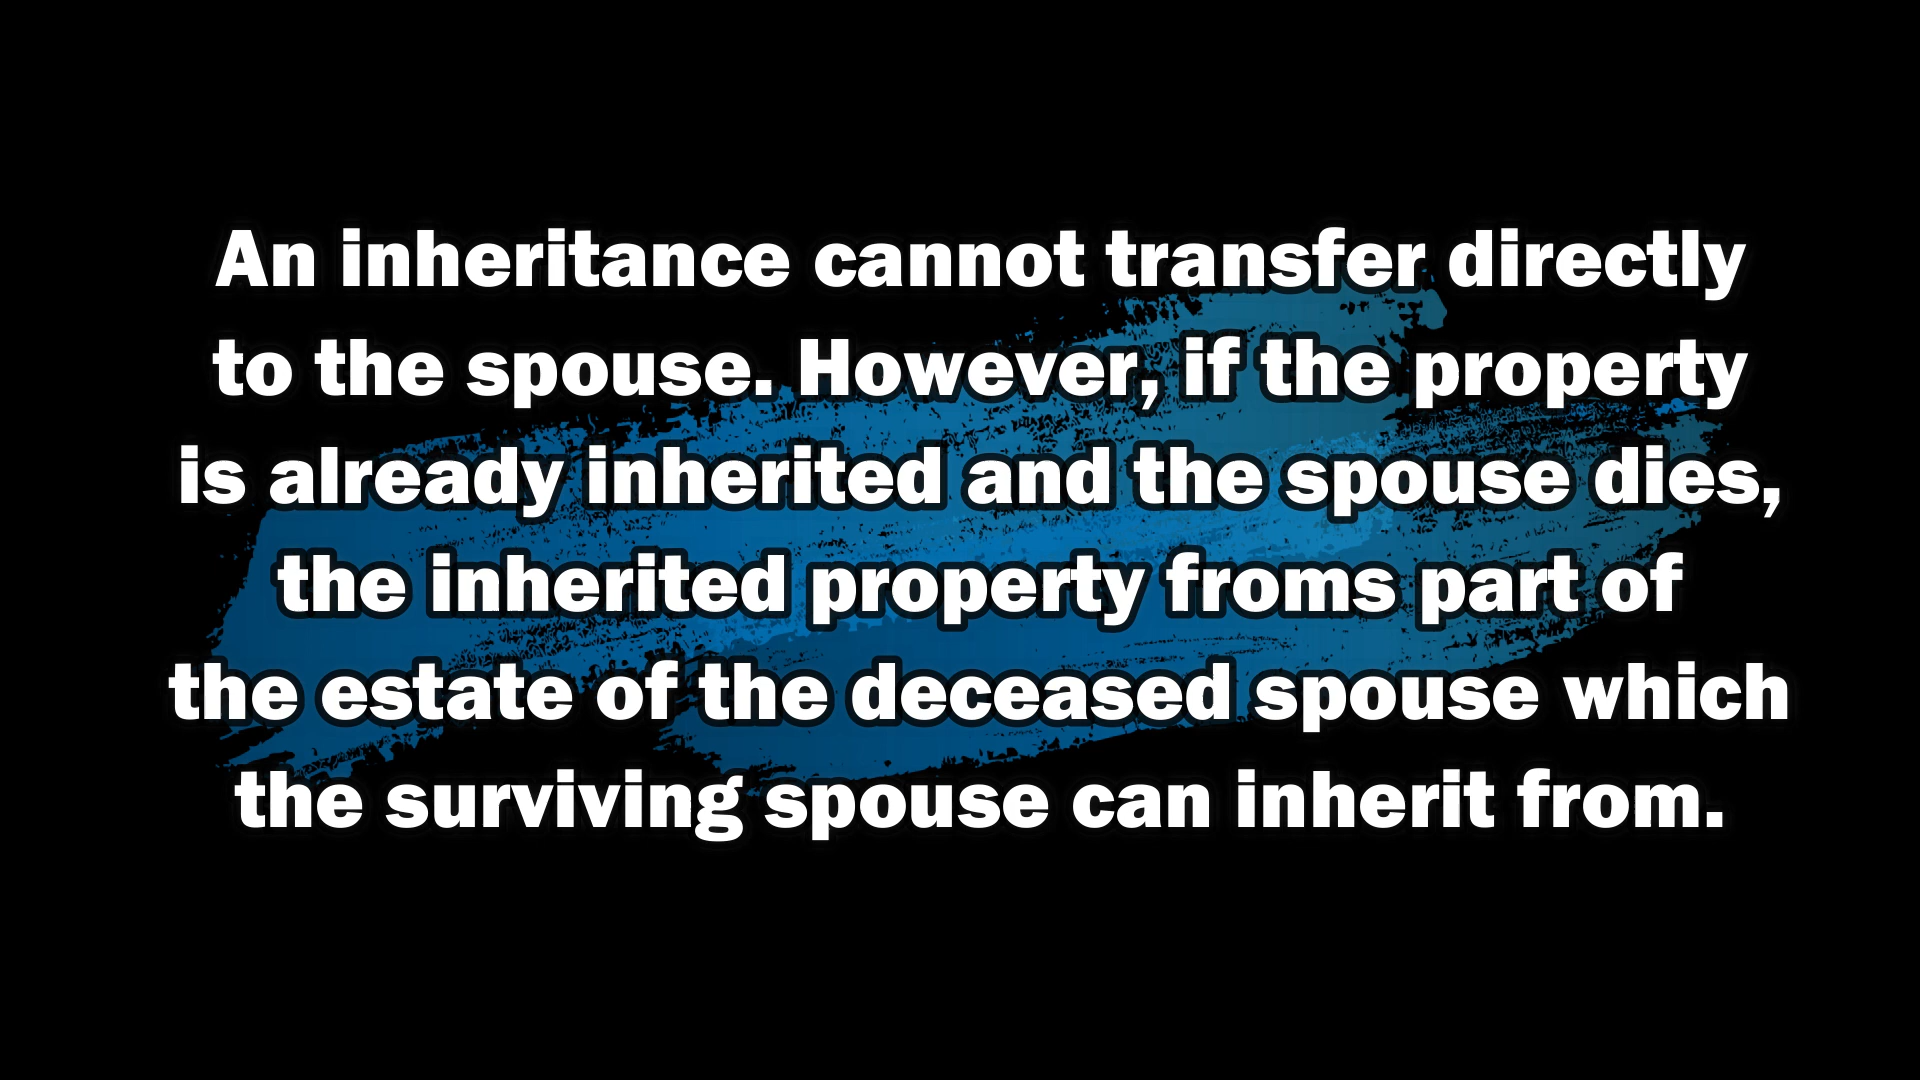 An inheritance cannot transfer directly
to the spouse. However, if the property
is already inherited and the spouse dies,
the inherited property froms part of
the estate of the deceased spouse which
the surviving spouse can inherit from.